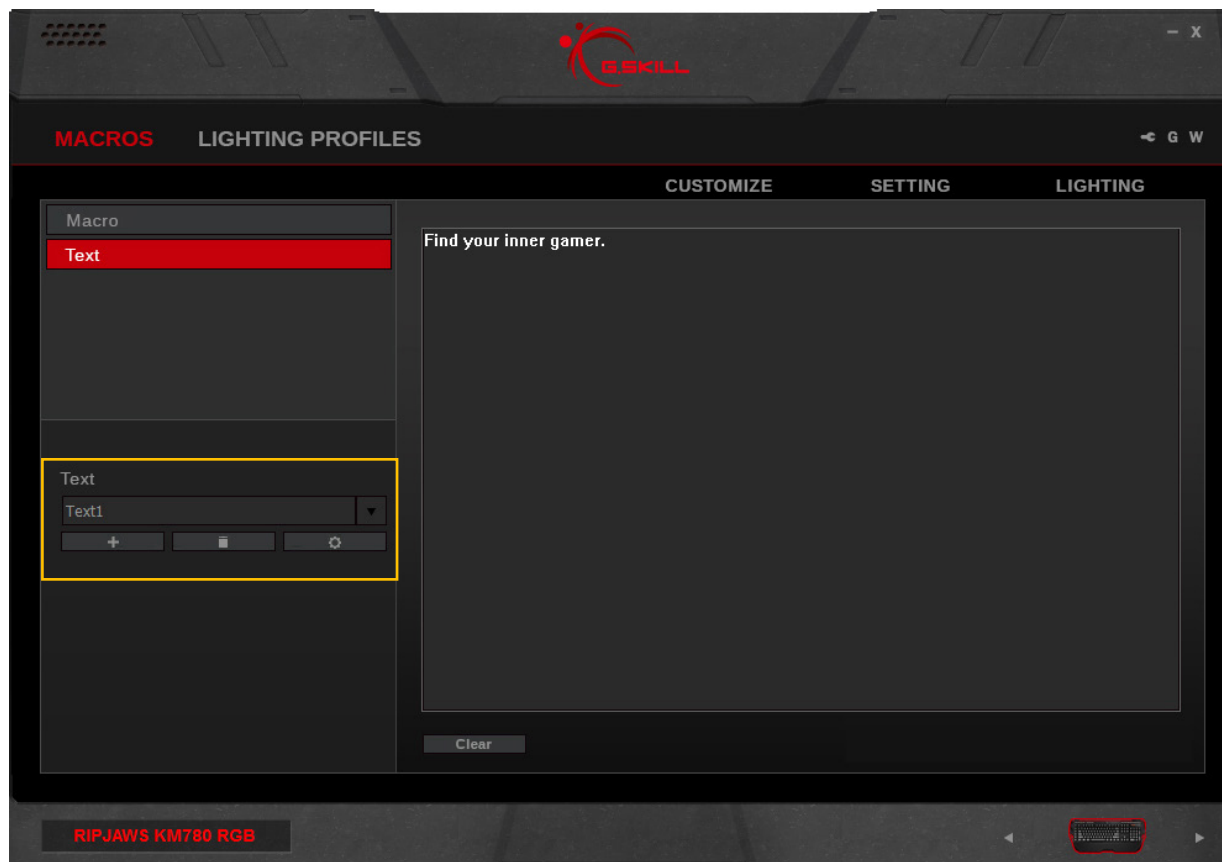 G.SKILL
– X
MACROS LIGHTING PROFILES G W
CUSTOMIZE SETTING LIGHTING
Macro
Text
Find your inner gamer.
Text
Text1
Clear
RIPJAWS KM780 RGB